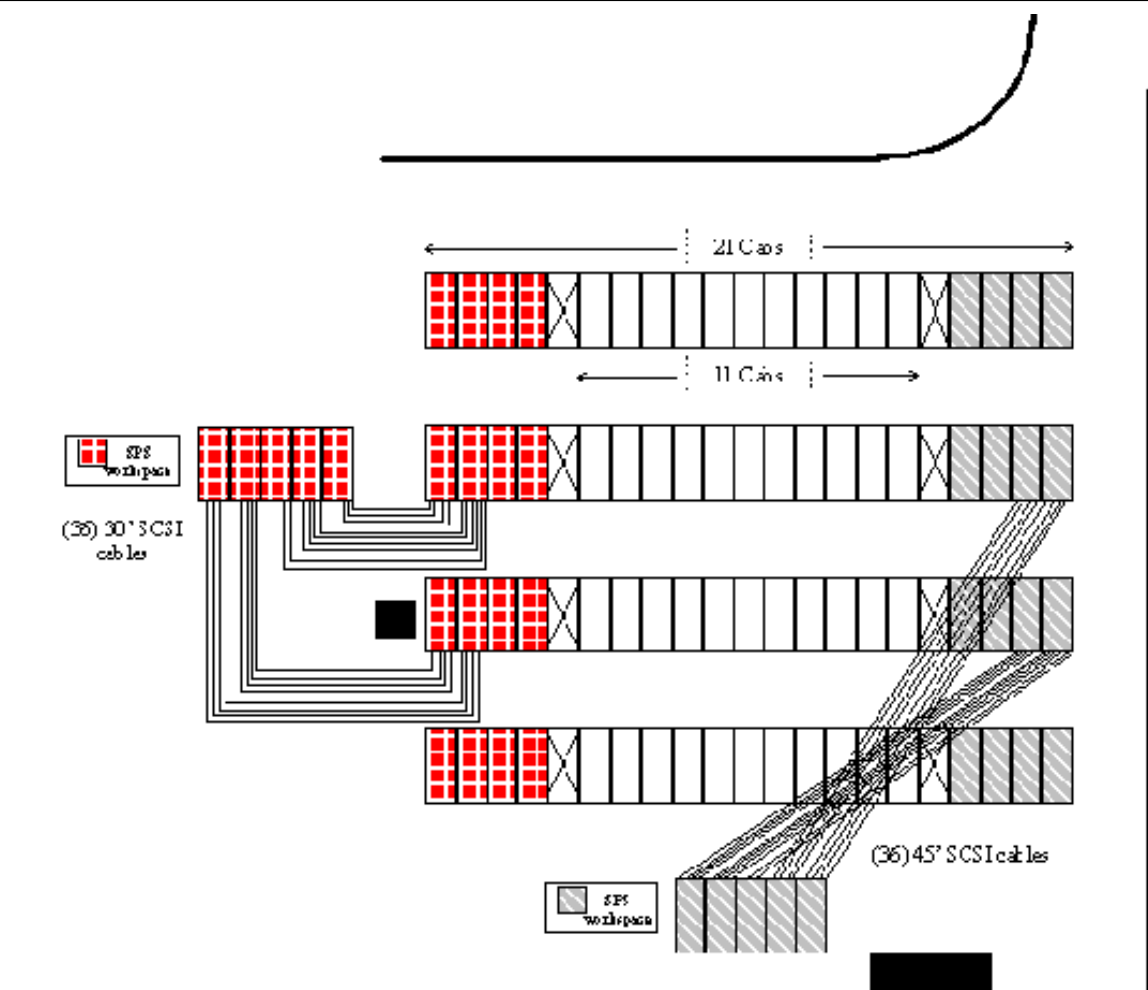 21 Cabs
11 Cabs
SPS
workspace
(36) 30' SCSI
cables
(36) 45' SCSI cables
SPS
workspace